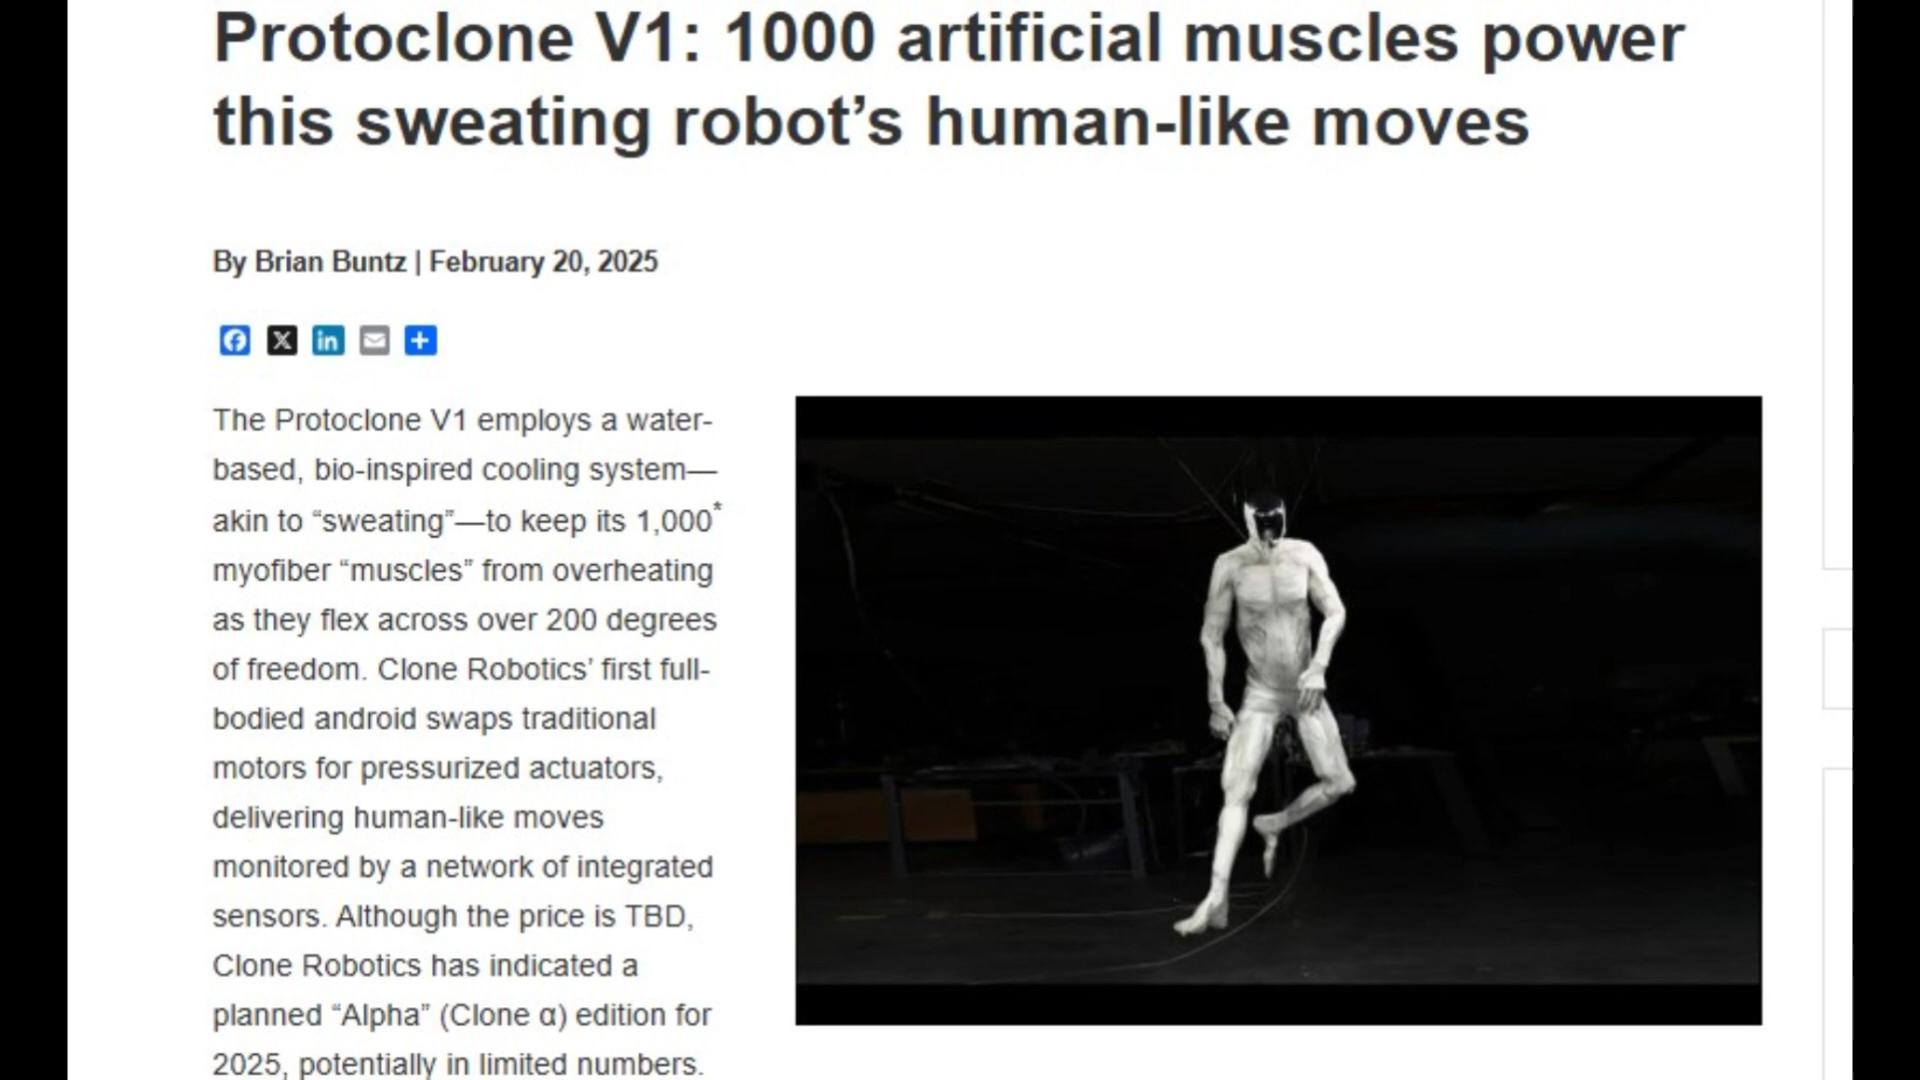 Protoclone V1: 1000 artificial muscles power
this sweating robot’s human-like moves
By Brian Buntz | February 20, 2025
The Protoclone V1 employs a water-
based, bio-inspired cooling system—
akin to “sweating”—to keep its 1,000*
myofiber “muscles” from overheating
as they flex across over 200 degrees
of freedom. Clone Robotics’ first full-
bodied android swaps traditional
motors for pressurized actuators,
delivering human-like moves
monitored by a network of integrated
sensors. Although the price is TBD,
Clone Robotics has indicated a
planned “Alpha” (Clone α) edition for
2025, potentially in limited numbers.